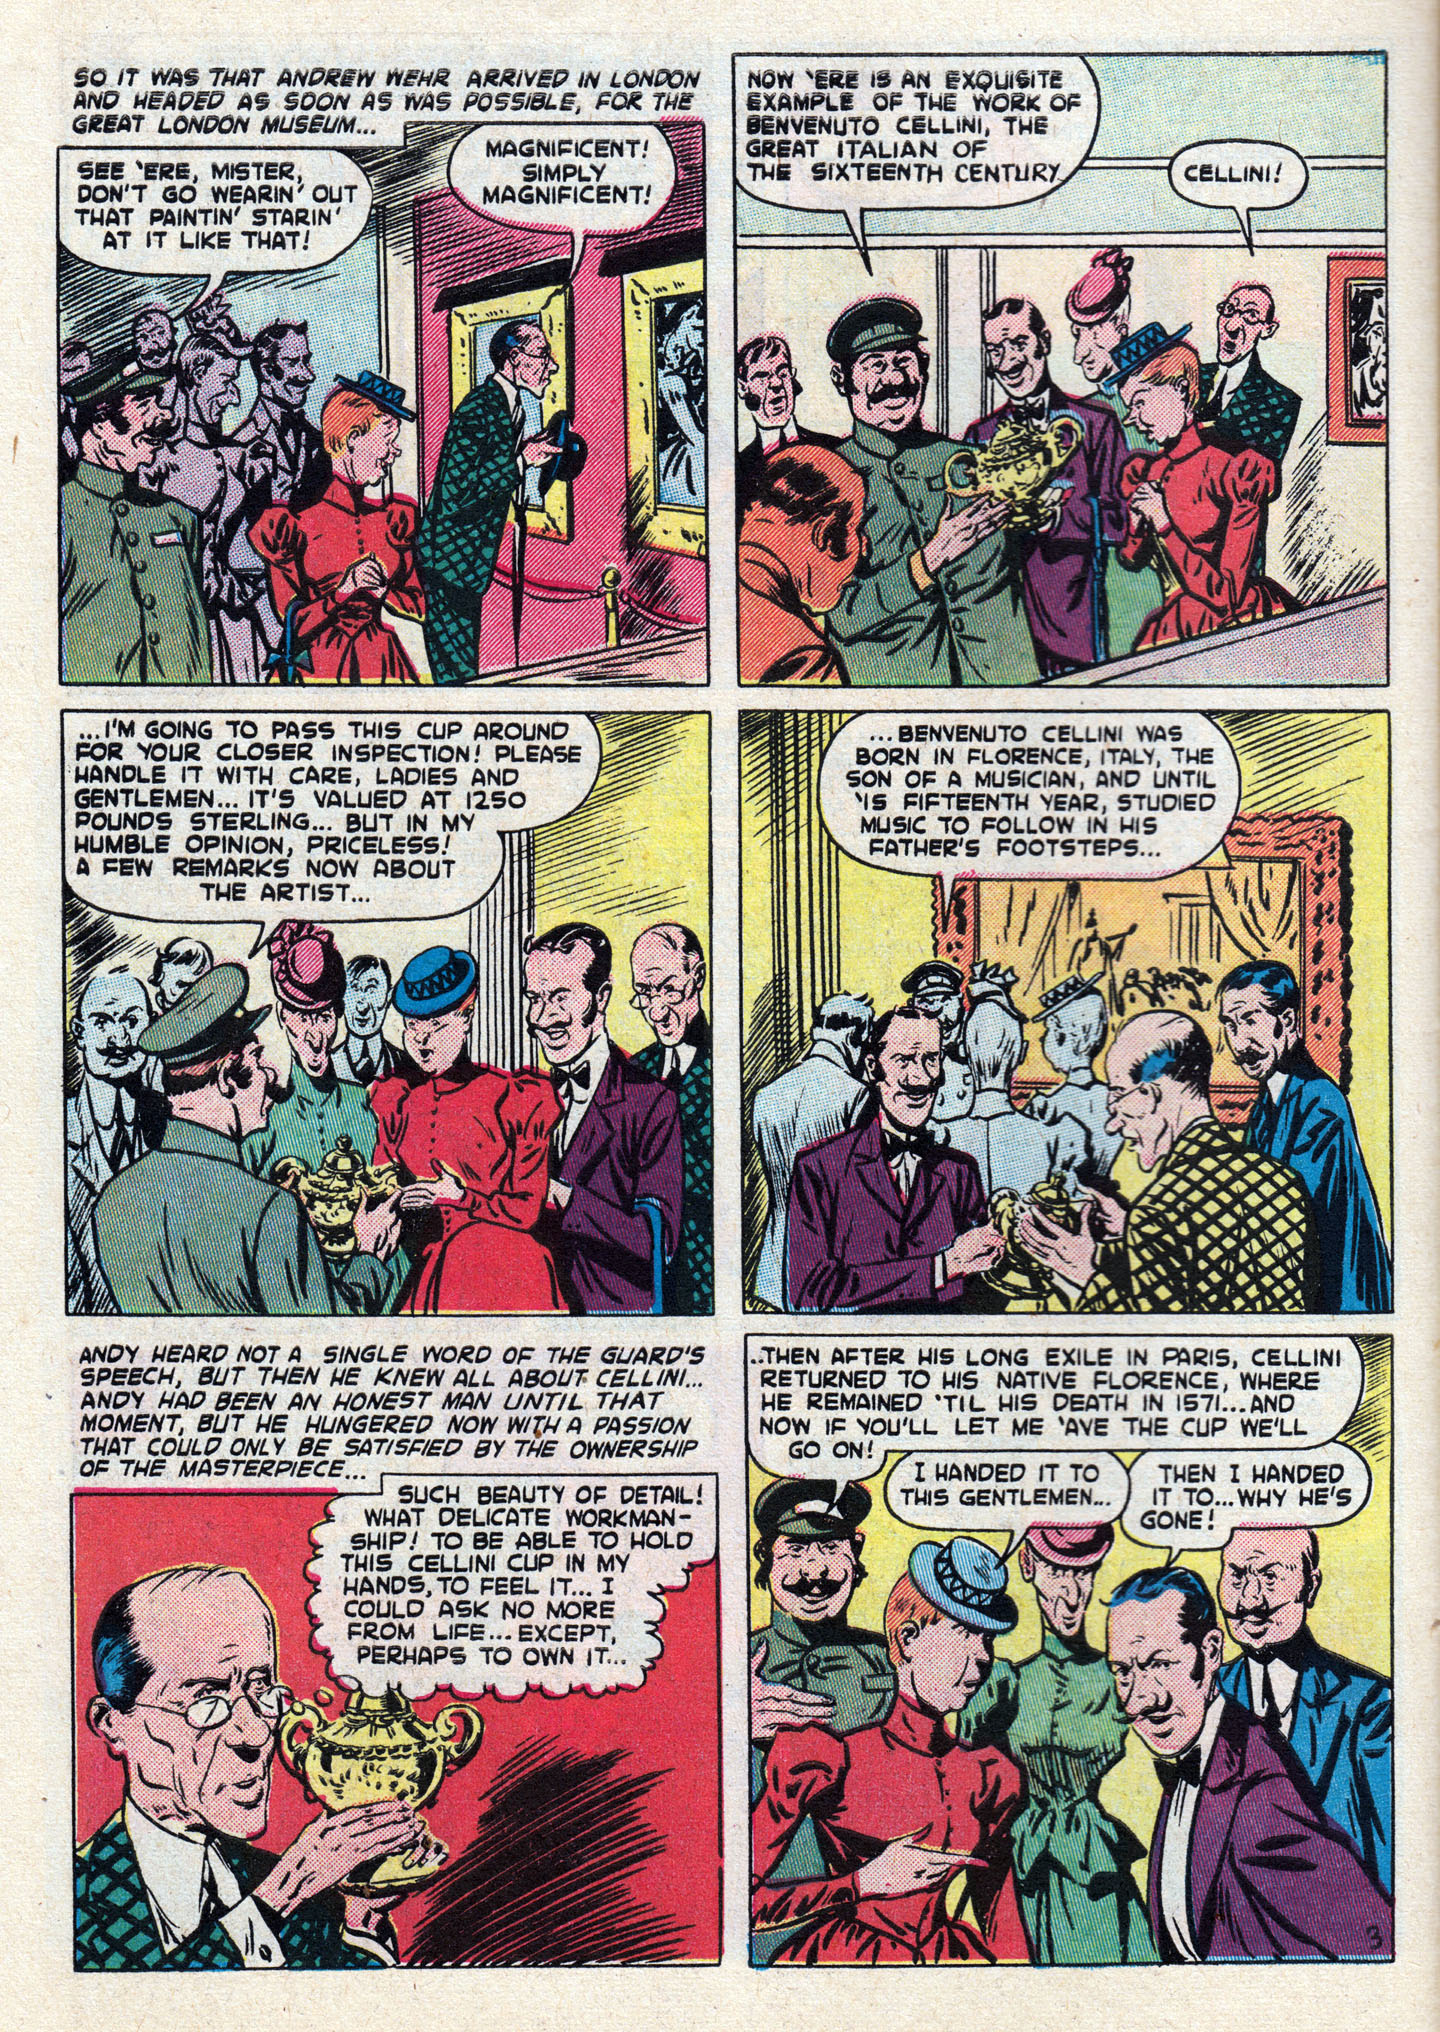 SO IT WAS THAT ANDREW WEHR ARRIVED IN LONDON
AND HEADED AS SOON AS WAS POSSIBLE, FOR THE
GREAT LONDON MUSEUM...
SEE 'ERE, MISTER,
DON'T GO WEARIN' OUT
THAT PAINTIN' STARIN'
AT IT LIKE THAT!
MAGNIFICENT!
SIMPLY
MAGNIFICENT!
NOW 'ERE IS AN EXQUISITE
EXAMPLE OF THE WORK OF
BENVENUTO CELLINI, THE
GREAT ITALIAN OF
THE SIXTEENTH CENTURY.
CELLINI!
...I'M GOING TO PASS THIS CUP AROUND
FOR YOUR CLOSER INSPECTION! PLEASE
HANDLE IT WITH CARE, LADIES AND
GENTLEMEN... IT'S VALUED AT 1250
POUNDS STERLING... BUT IN MY
HUMBLE OPINION, PRICELESS!
A FEW REMARKS NOW ABOUT
THE ARTIST...
...BENVENUTO CELLINI WAS
BORN IN FLORENCE, ITALY, THE
SON OF A MUSICIAN, AND UNTIL
'IS FIFTEENTH YEAR, STUDIED
MUSIC TO FOLLOW IN HIS
FATHER'S FOOTSTEPS...
ANDY HEARD NOT A SINGLE WORD OF THE GUARD'S
SPEECH, BUT THEN HE KNEW ALL ABOUT CELLINI...
ANDY HAD BEEN AN HONEST MAN UNTIL THAT
MOMENT, BUT HE HUNGERED NOW WITH A PASSION
THAT COULD ONLY BE SATISFIED BY THE OWNERSHIP
OF THE MASTERPIECE...
SUCH BEAUTY OF DETAIL!
WHAT DELICATE WORKMAN-
SHIP! TO BE ABLE TO HOLD
THIS CELLINI CUP IN MY
HANDS, TO FEEL IT... I
COULD ASK NO MORE
FROM LIFE... EXCEPT,
PERHAPS TO OWN IT...
...THEN AFTER HIS LONG EXILE IN PARIS, CELLINI
RETURNED TO HIS NATIVE FLORENCE, WHERE
HE REMAINED 'TIL HIS DEATH IN 1571... AND
NOW IF YOU'LL LET ME 'AVE THE CUP WE'LL
GO ON!
I HANDED IT TO
THIS GENTLEMEN...
THEN I HANDED
IT TO... WHY HE'S
GONE!
3